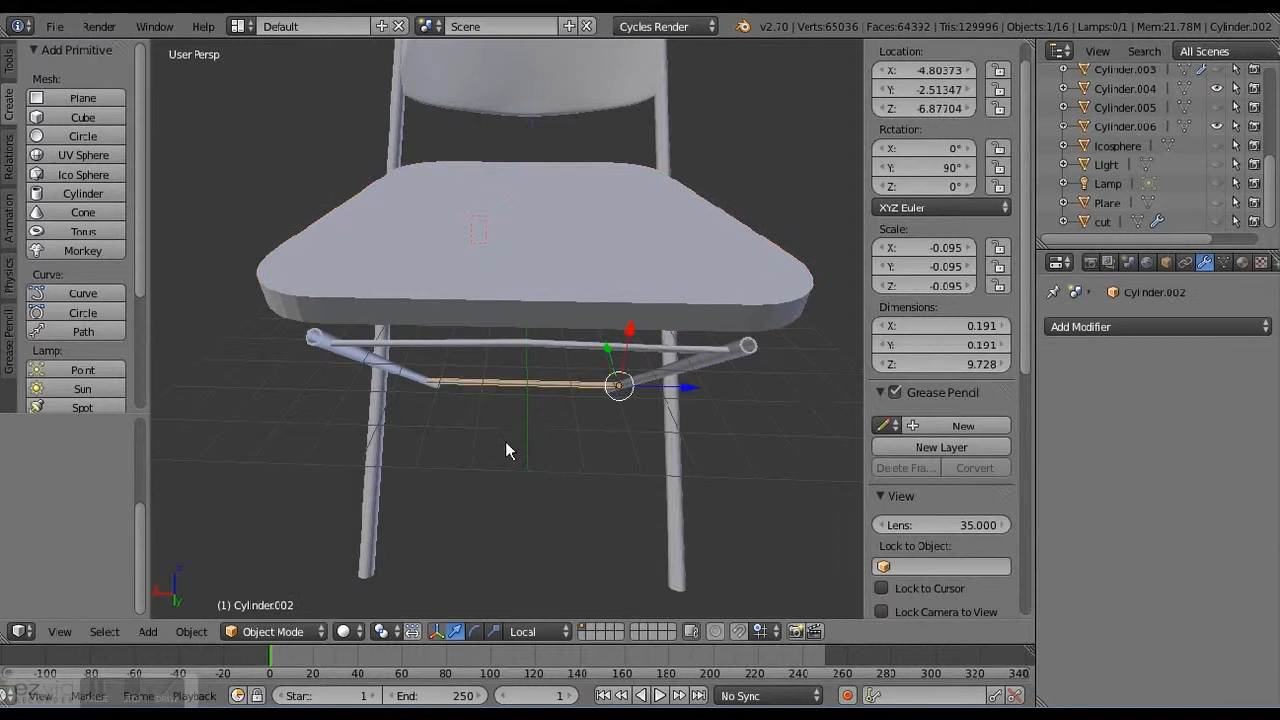 File Render Window Help Default Scene Cycles Render v2.70 | Verts:65036 | Faces:64392 | Tris:129996 | Objects:1/16 | Lamps:0/1 | Mem:21.78M | Cylinder.002
Tools
Create
Relations
Animation
Physics
Grease Pencil
Add Primitive
Mesh:
Plane
Cube
Circle
UV Sphere
Ico Sphere
Cylinder
Cone
Torus
Monkey
Curve:
Curve
Circle
Path
Lamp:
Point
Sun
Spot
User Persp
(1) Cylinder.002
Location:
X: -4.80373
Y: -2.51347
Z: -6.87704
Rotation:
X: 0°
Y: 90°
Z: 0°
XYZ Euler
Scale:
X: -0.095
Y: -0.095
Z: -0.095
Dimensions:
X: 0.191
Y: 0.191
Z: 9.728
Grease Pencil
New
New Layer
Delete Fra... Convert
View
Lens: 35.000
Lock to Object:
Lock to Cursor
Lock Camera to View
View Search All Scenes
Cylinder.003
Cylinder.004
Cylinder.005
Cylinder.006
Icosphere
Light
Lamp
Plane
cut
Cylinder.002
Add Modifier
View Select Add Object Object Mode Local
-100 -80 -60 -40 -20 0 20 40 60 80 100 120 140 160 180 200 220 240 260 280 300 320 340
View Marker Frame Playback Start: 1 End: 250 1 No Sync